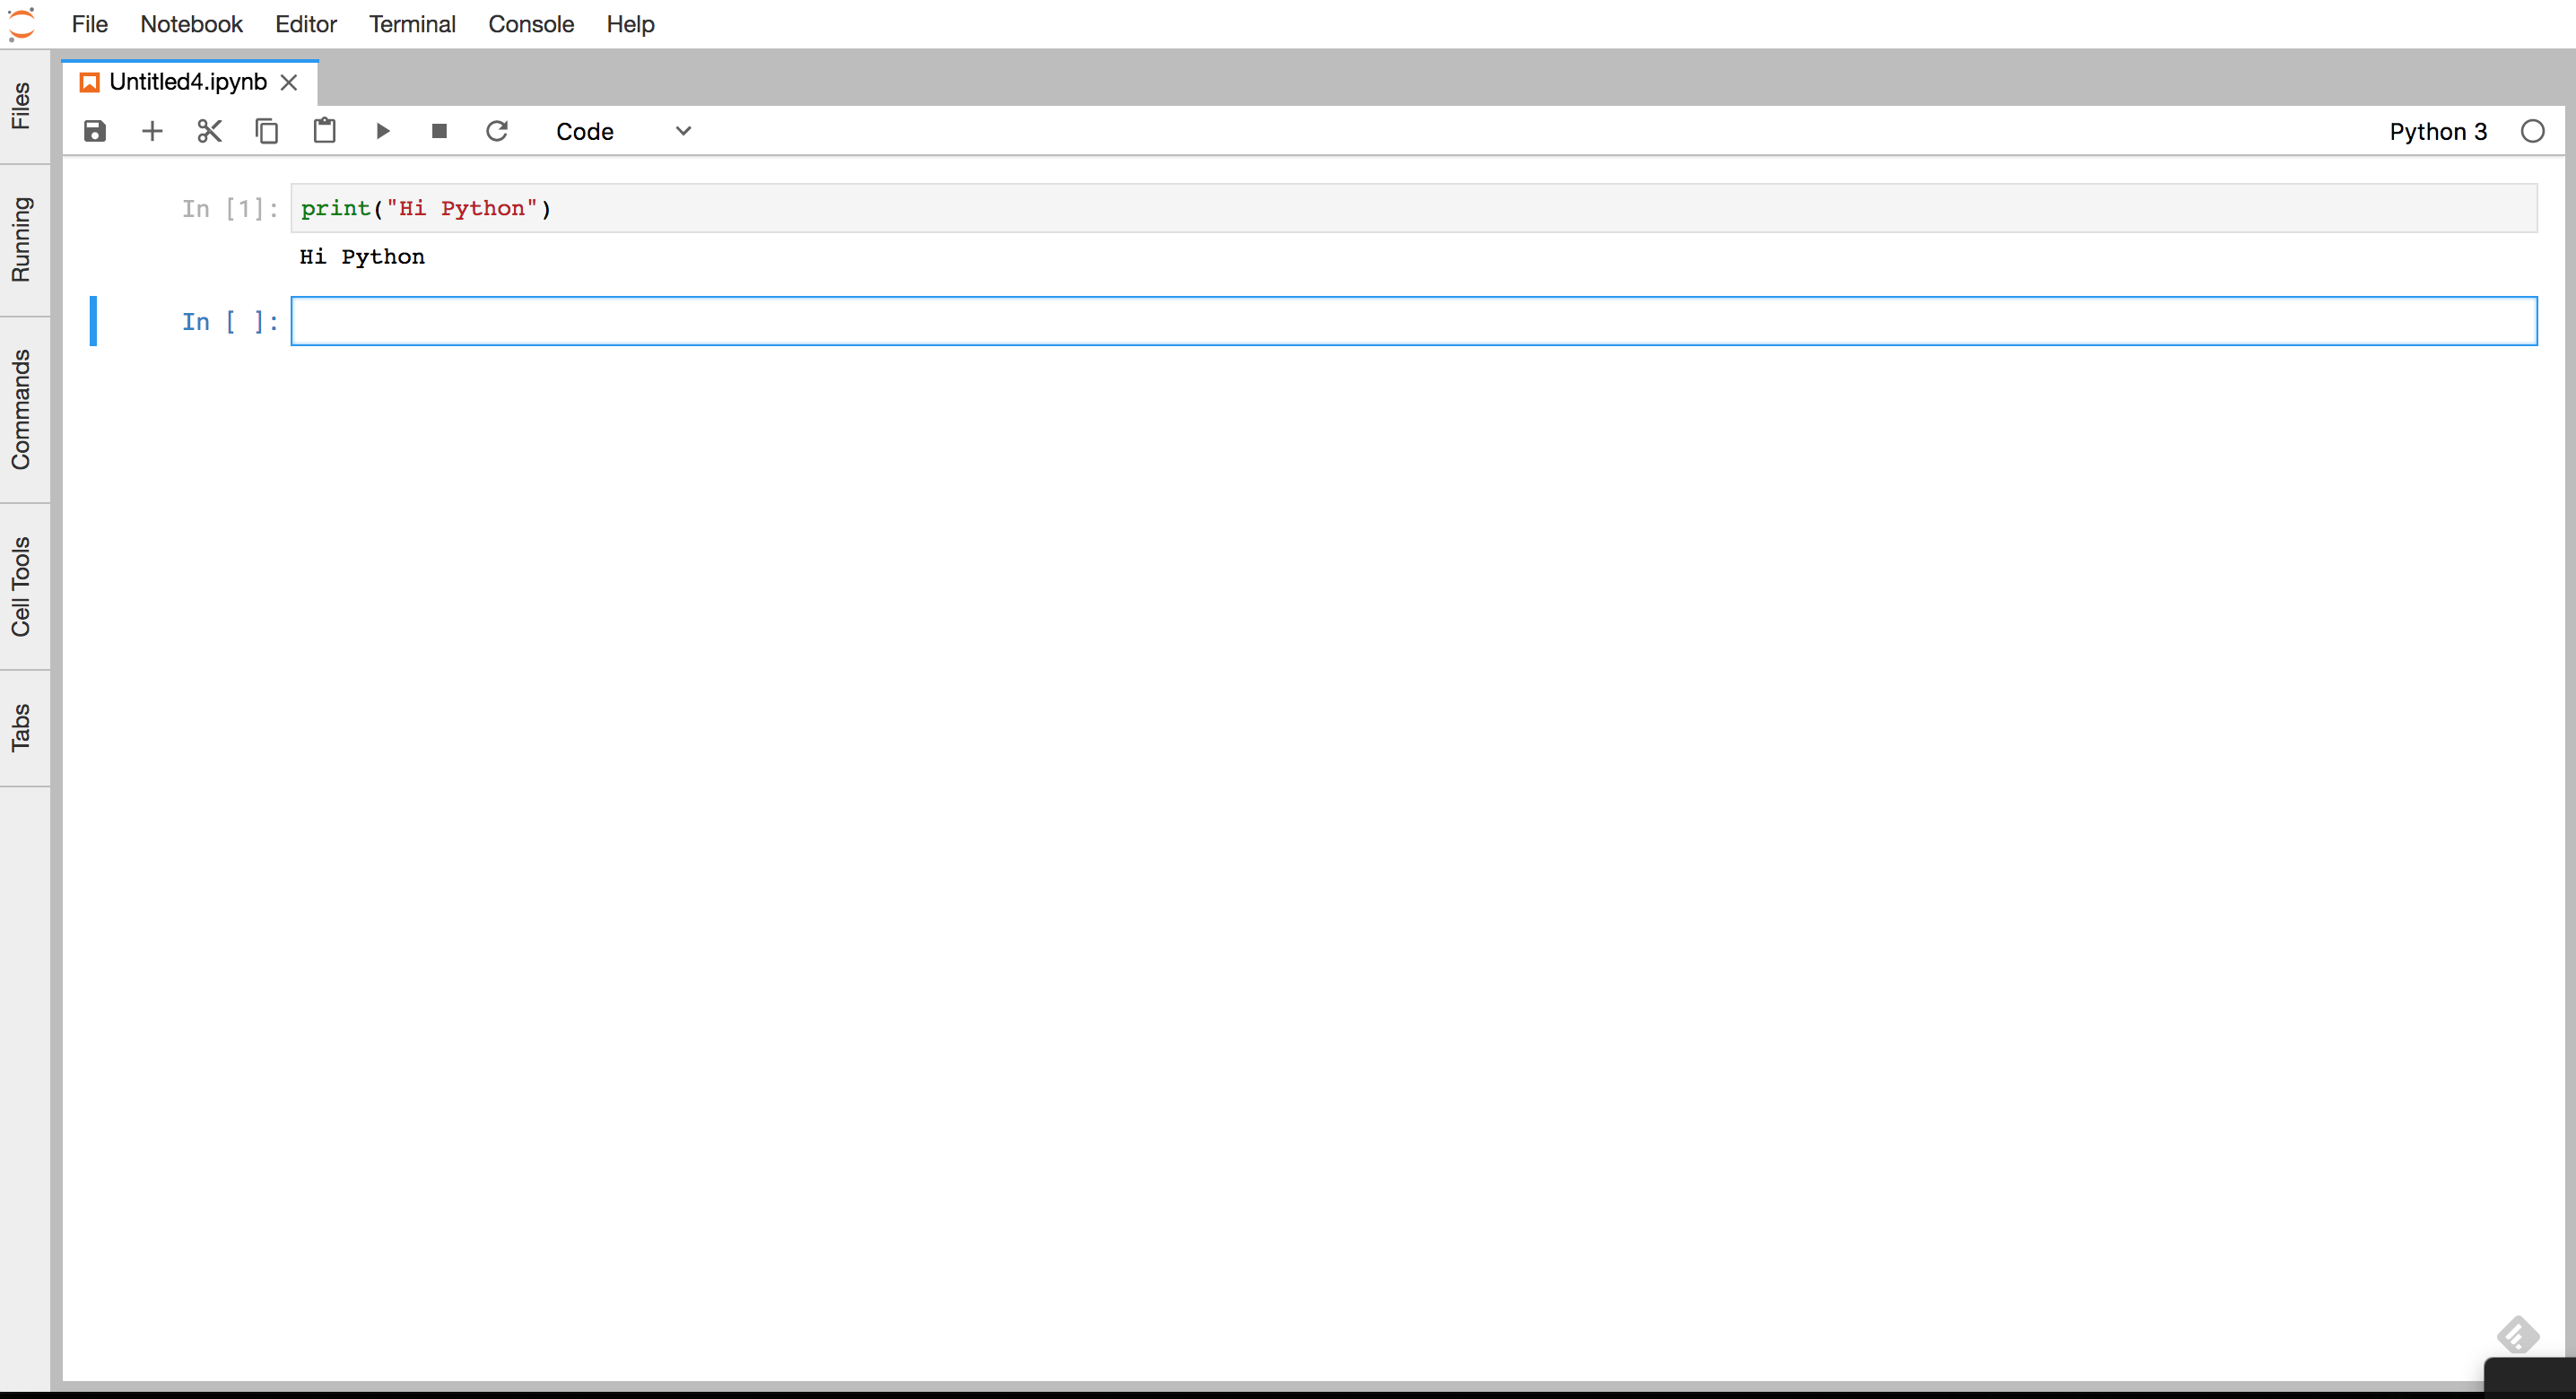 File Notebook Editor Terminal Console Help
Untitled4.ipynb
Code
Python 3
Files
Running
Commands
Cell Tools
Tabs
In [1]: print("Hi Python")
Hi Python
In [ ]: